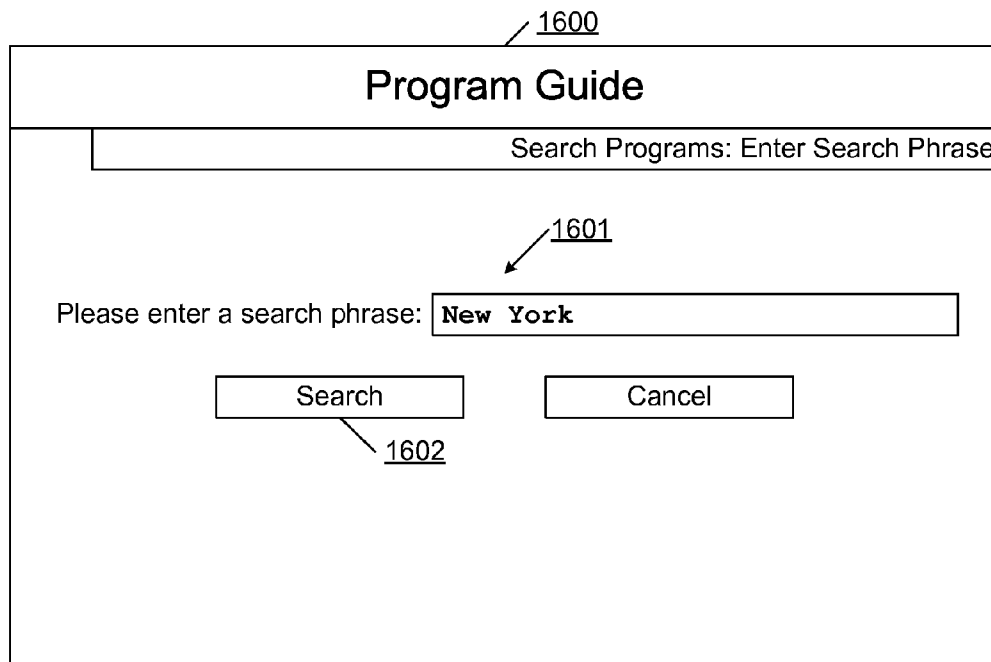 1600
Program Guide
Search Programs: Enter Search Phrase
1601
Please enter a search phrase: New York
Search Cancel
1602